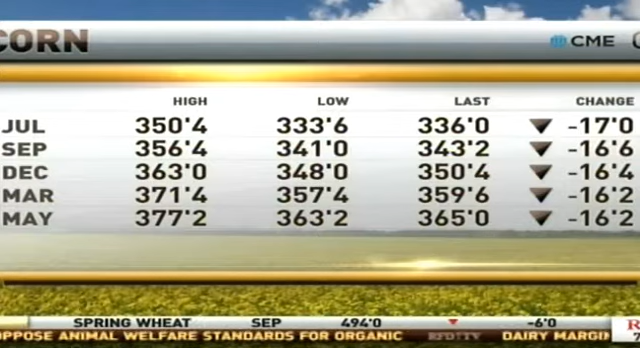 CORN CME
HIGH LOW LAST CHANGE
JUL 350'4 333'6 336'0 -17'0
SEP 356'4 341'0 343'2 -16'6
DEC 363'0 348'0 350'4 -16'4
MAR 371'4 357'4 359'6 -16'2
MAY 377'2 363'2 365'0 -16'2
SPRING WHEAT SEP 494'0 -6'0
OPPOSE ANIMAL WELFARE STANDARDS FOR ORGANIC RFDTV DAIRY MARGIN